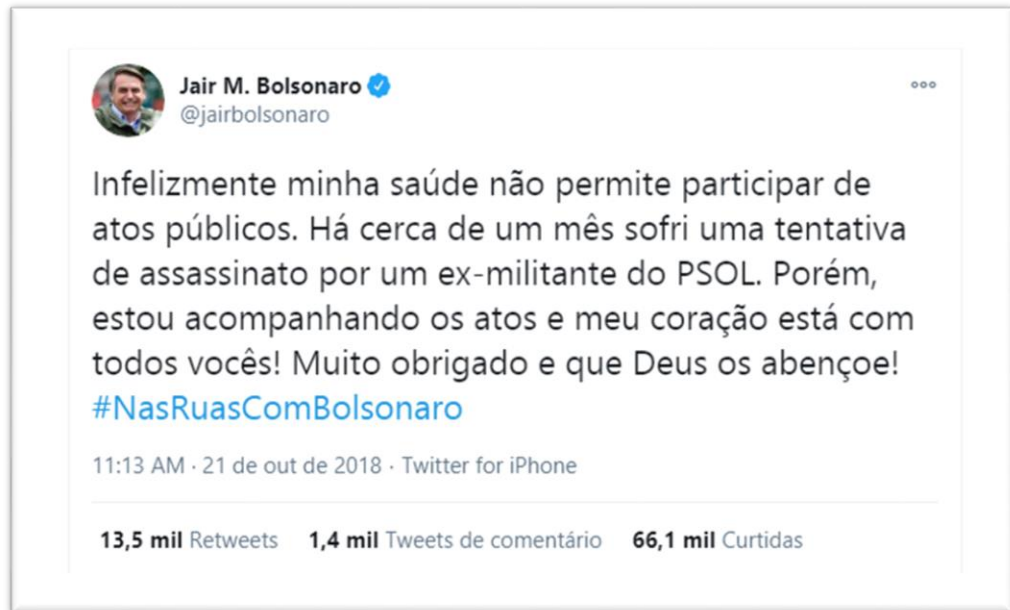 Jair M. Bolsonaro
@jairbolsonaro
Infelizmente minha saúde não permite participar de
atos públicos. Há cerca de um mês sofri uma tentativa
de assassinato por um ex-militante do PSOL. Porém,
estou acompanhando os atos e meu coração está com
todos vocês! Muito obrigado e que Deus os abençoe!
#NasRuasComBolsonaro
11:13 AM · 21 de out de 2018 · Twitter for iPhone
13,5 mil Retweets 1,4 mil Tweets de comentário 66,1 mil Curtidas